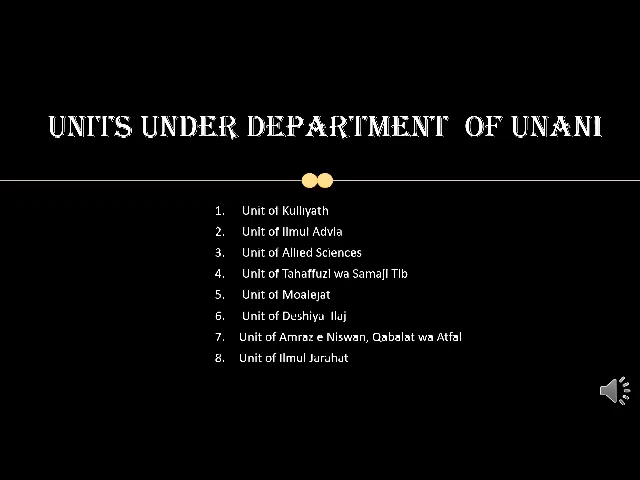 UNITS UNDER DEPARTMENT OF UNANI
1. Unit of Kulliyath
2. Unit of Ilmul Advia
3. Unit of Allied Sciences
4. Unit of Tahaffuzi wa Samaji Tib
5. Unit of Moalejat
6. Unit of Deshiya Ilaj
7. Unit of Amraz e Niswan, Qabalat wa Atfal
8. Unit of Ilmul Jarahat